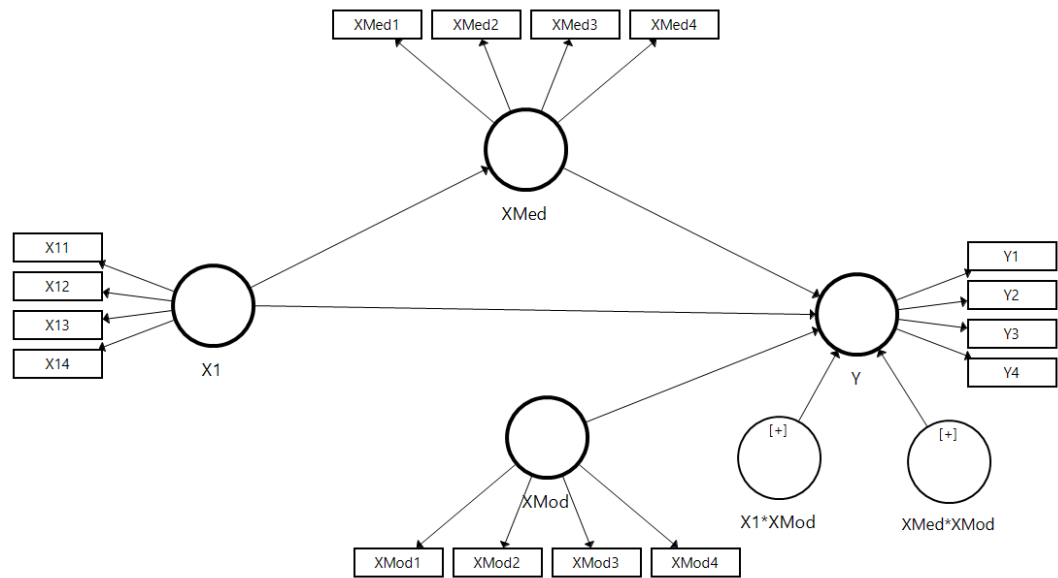 XMed1 XMed2 XMed3 XMed4
XMed
X11
X12
X13
X14
X1
Y1
Y2
Y3
Y4
Y
[+]
X1*XMod
[+]
XMed*XMod
XMod
XMod1 XMod2 XMod3 XMod4